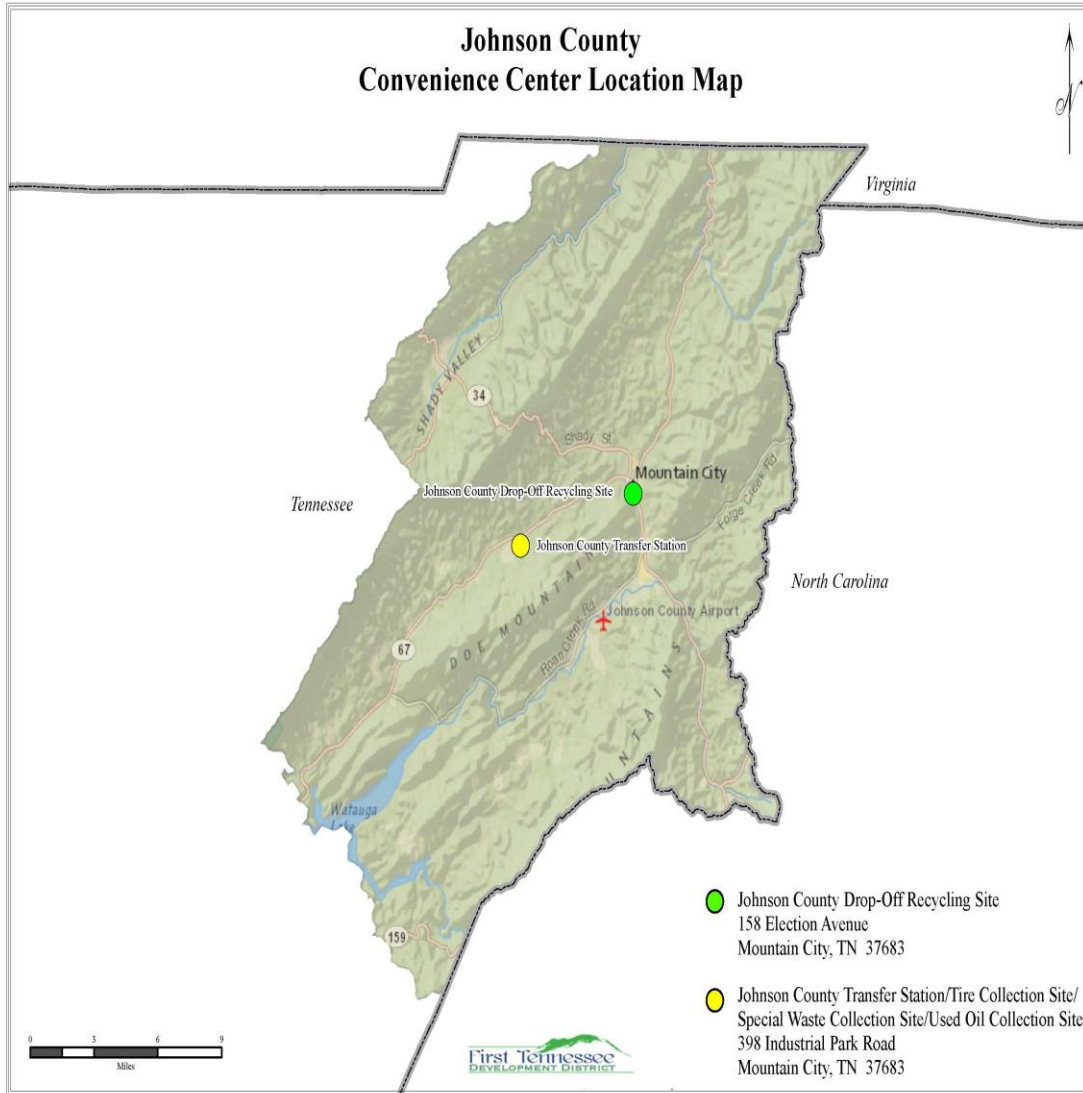 Johnson County
Convenience Center Location Map
N
Virginia
SHADY VALLEY
34
Shady St
Mountain City
Johnson County Drop-Off Recycling Site
Tennessee
Forge Creek Rd
Johnson County Transfer Station
North Carolina
DOE MOUNTAIN
Roan Creek Rd
Johnson County Airport
67
UNTAINS
Watauga
Lake
159
Johnson County Drop-Off Recycling Site
158 Election Avenue
Mountain City, TN 37683
Johnson County Transfer Station/Tire Collection Site/
Special Waste Collection Site/Used Oil Collection Site
398 Industrial Park Road
Mountain City, TN 37683
0 3 6 9
Miles
First Tennessee
DEVELOPMENT DISTRICT